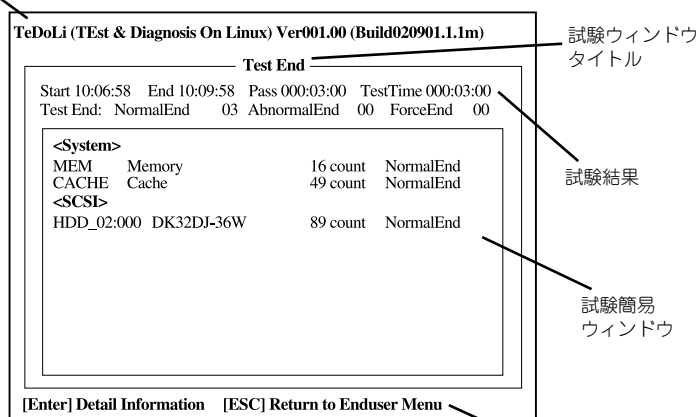 TeDoLi (TEst & Diagnosis On Linux) Ver001.00 (Build020901.1.1m)
試験ウィンドウ
タイトル
Test End
Start 10:06:58 End 10:09:58 Pass 000:03:00 TestTime 000:03:00
Test End: NormalEnd 03 AbnormalEnd 00 ForceEnd 00
試験結果
<System>
MEM Memory 16 count NormalEnd
CACHE Cache 49 count NormalEnd
<SCSI>
HDD_02:000 DK32DJ-36W 89 count NormalEnd
試験簡易
ウィンドウ
[Enter] Detail Information [ESC] Return to Enduser Menu